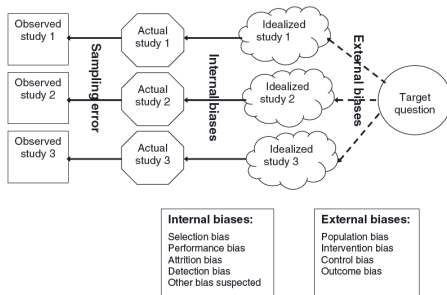 Observed
study 1
Actual
study 1
Idealized
study 1
Observed
study 2
Actual
study 2
Idealized
study 2
Observed
study 3
Actual
study 3
Idealized
study 3
Sampling error
Internal biases
External biases
Target
question
Internal biases:
Selection bias
Performance bias
Attrition bias
Detection bias
Other bias suspected
External biases:
Population bias
Intervention bias
Control bias
Outcome bias